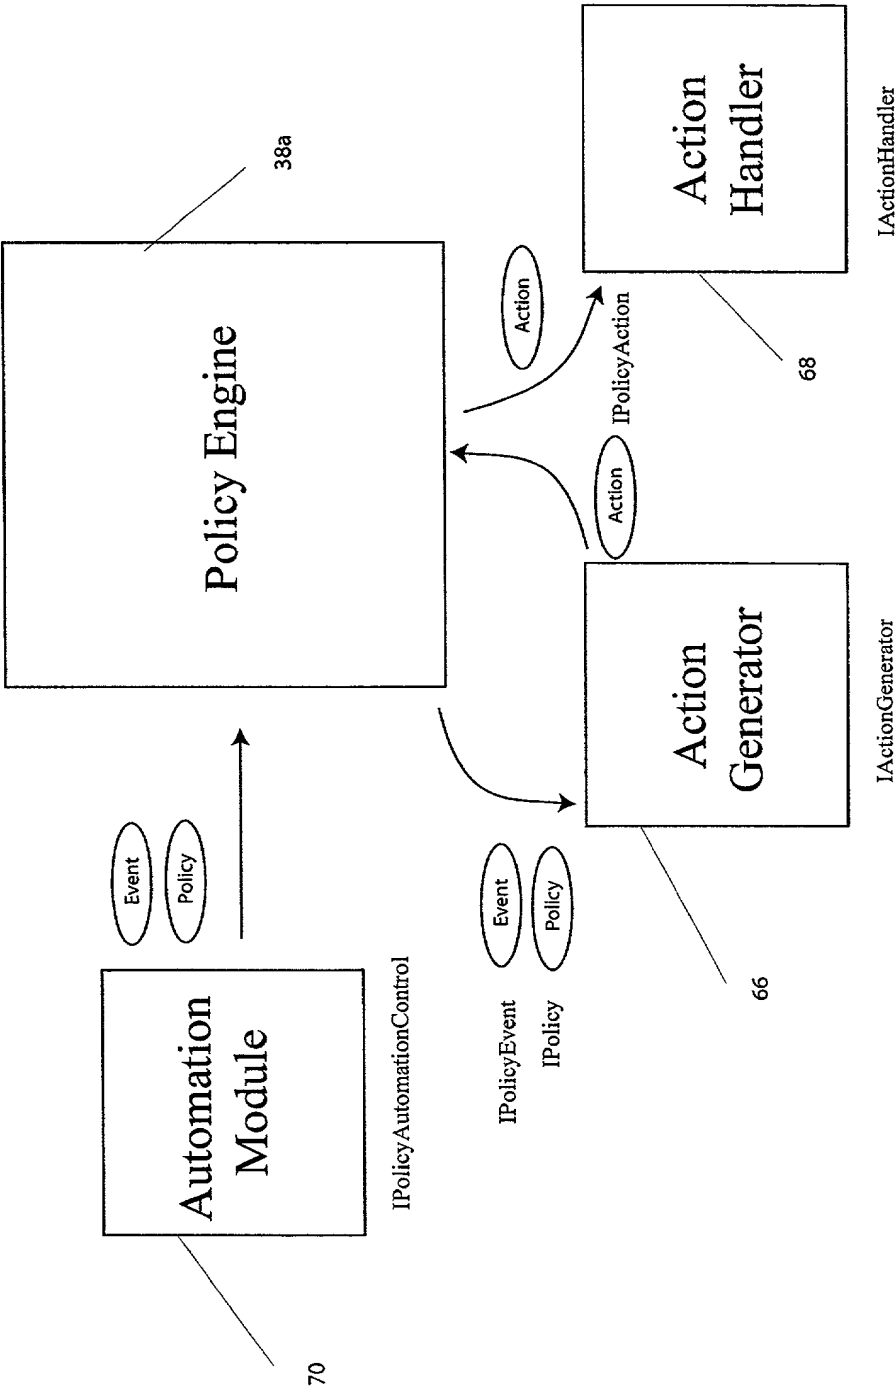 Automation
Module
70
IPolicyAutomationControl
Event
Policy
Policy Engine
38a
IPolicyEvent
IPolicy
Event
Policy
Action
Generator
66
IActionGenerator
Action
IPolicyAction
Action
Action
Handler
68
IActionHandler